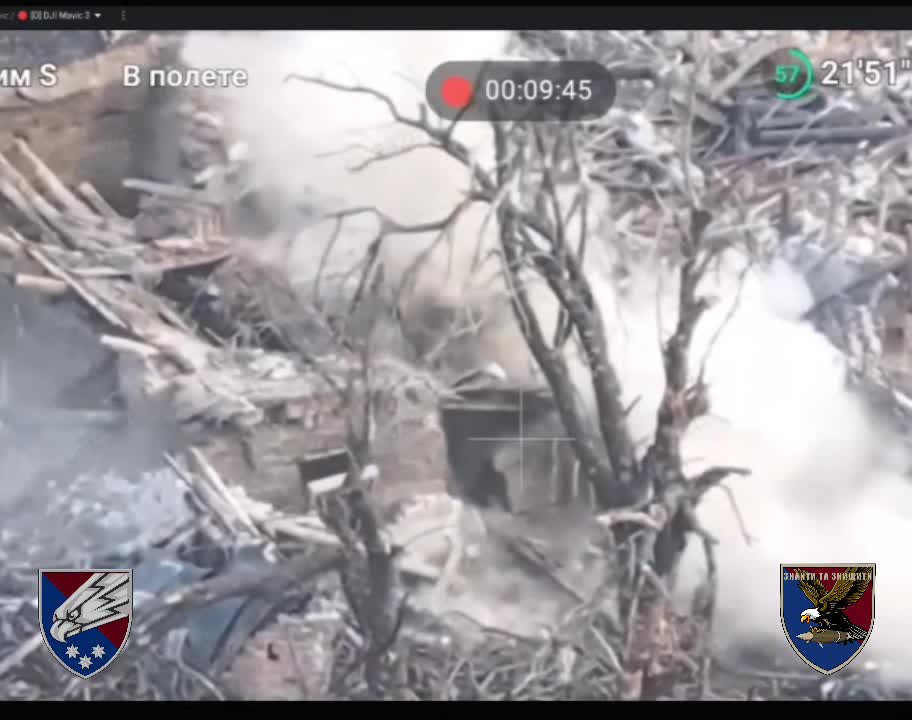 [D] DJI Mavic 3
им S
В полете
00:09:45
57
21'51"
ЗНАЙТИ ТА ЗНИЩИТИ